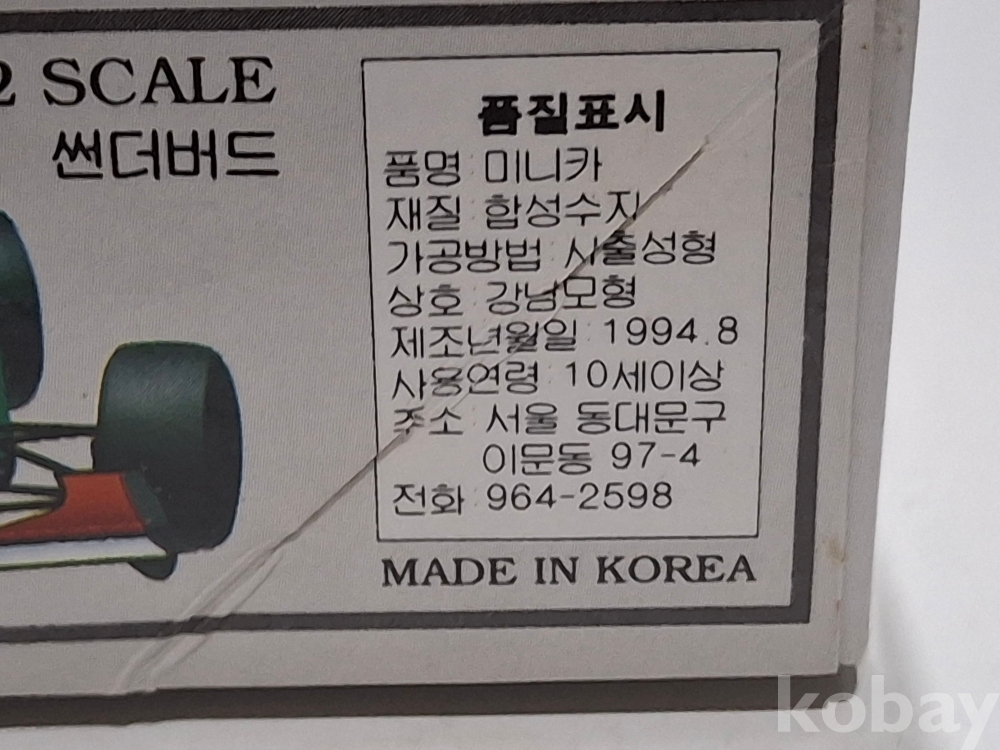 2 SCALE
썬더버드
품질표시
품명 미니카
재질 합성수지
가공방법 사출성형
상호 강남모형
제조년월일 1994.8
사용연령 10세이상
주소 서울 동대문구
이문동 97-4
전화 964-2598
MADE IN KOREA
kobay